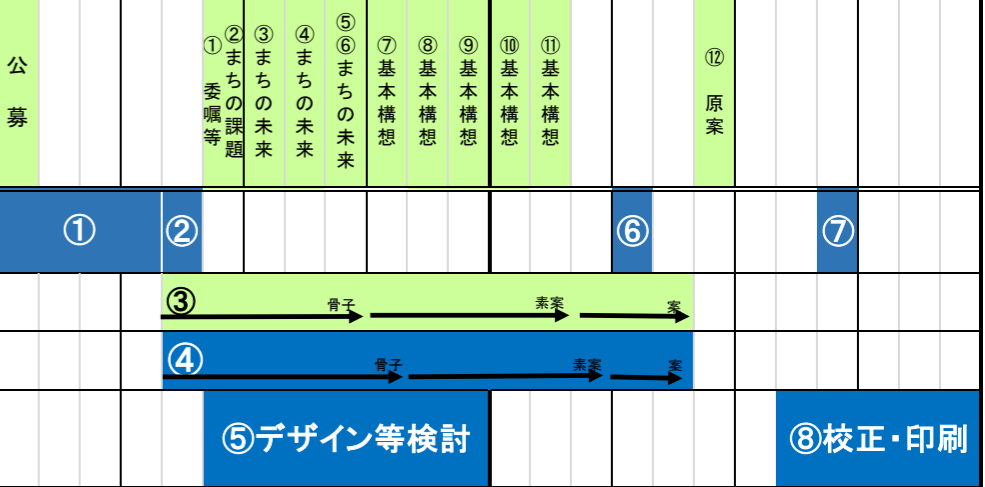 公募
① 委嘱等
②まちの課題
③まちの未来
④まちの未来
⑤⑥まちの未来
⑦基本構想
⑧基本構想
⑨基本構想
⑩基本構想
⑪基本構想
⑫ 原案
①
②
⑥
⑦
③
骨子
素案
案
④
骨子
素案
案
⑤デザイン等検討
⑧校正・印刷